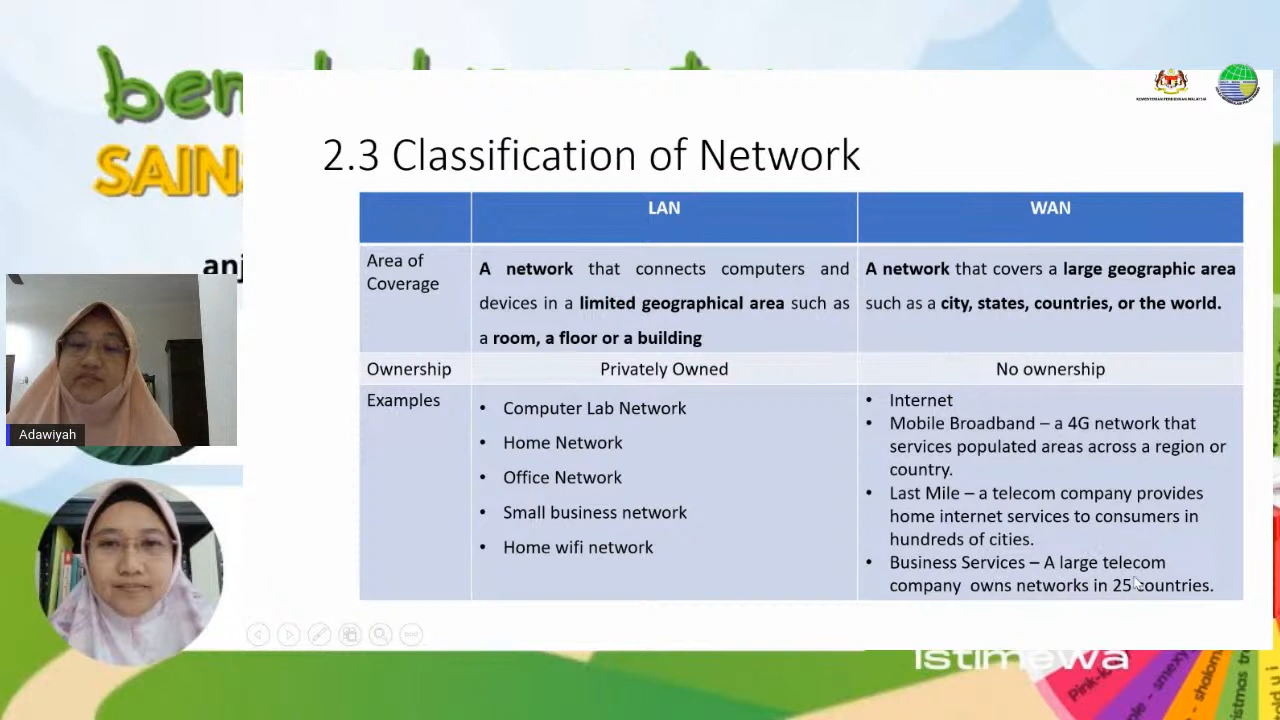 ben
SAINS
anj
KEMENTERIAN PENDIDIKAN MALAYSIA
2.3 Classification of Network
LAN
WAN
Area of
Coverage
A network that connects computers and
devices in a limited geographical area such as
a room, a floor or a building
A network that covers a large geographic area
such as a city, states, countries, or the world.
Ownership
Privately Owned
No ownership
Examples
• Computer Lab Network
• Home Network
• Office Network
• Small business network
• Home wifi network
• Internet
• Mobile Broadband – a 4G network that
services populated areas across a region or
country.
• Last Mile – a telecom company provides
home internet services to consumers in
hundreds of cities.
• Business Services – A large telecom
company  owns networks in 25 countries.
Adawiyah
istimewa